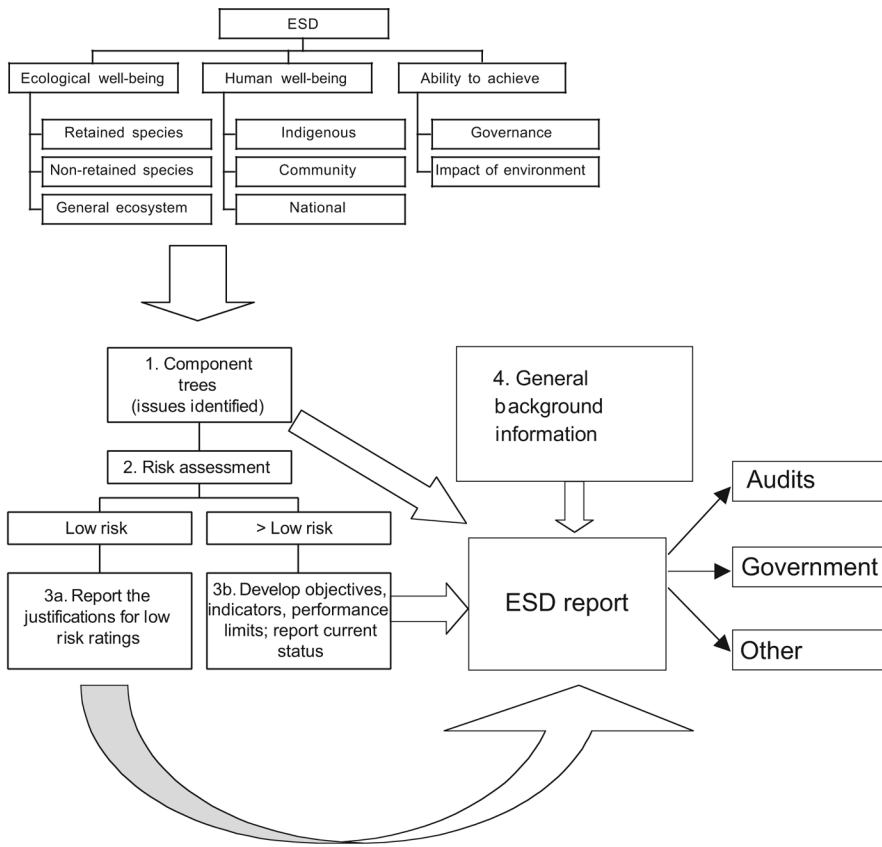 ESD
Ecological well-being
Human well-being
Ability to achieve
Retained species
Indigenous
Governance
Non-retained species
Community
Impact of environment
General ecosystem
National
1. Component
trees
(issues identified)
4. General
background
information
2. Risk assessment
Low risk
> Low risk
3a. Report the
justifications for low
risk ratings
3b. Develop objectives,
indicators, performance
limits; report current
status
ESD report
Audits
Government
Other